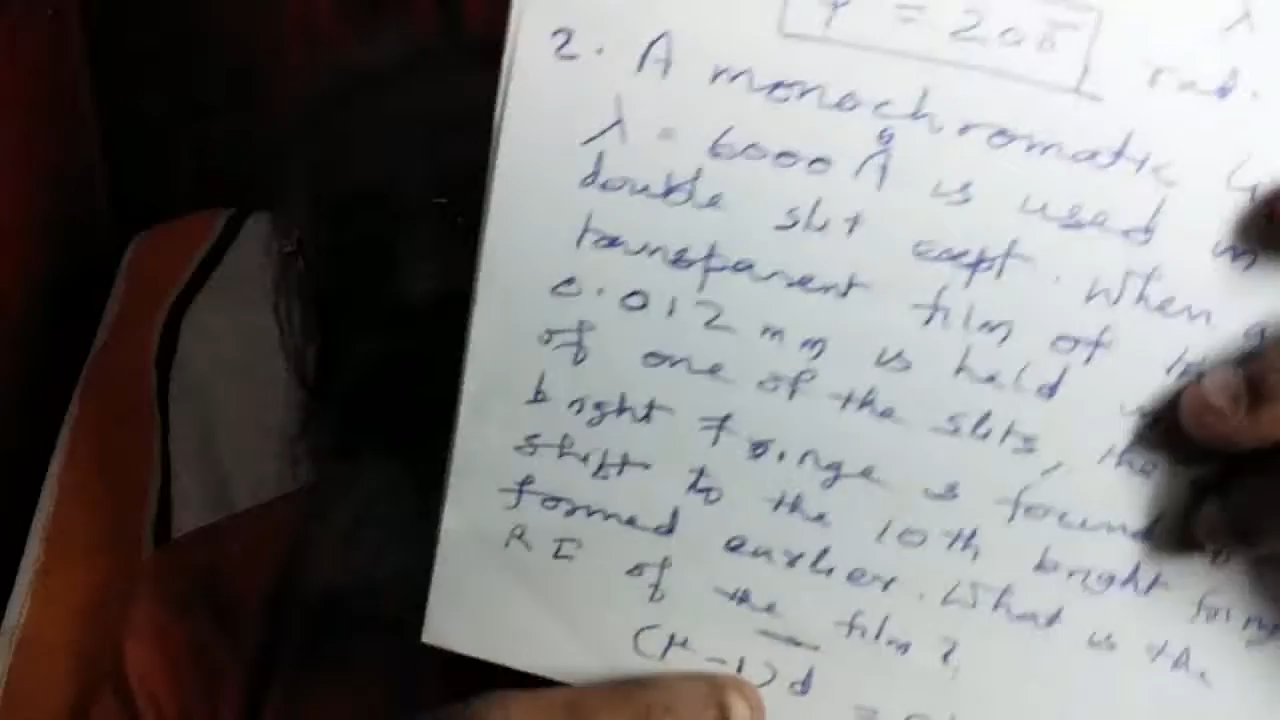 = 20π rad.
λ
2. A monochromatic
λ = 6000 Å is used in
double slit expt. When a
transparent film of
0.012 mm is held
of one of the slits, the
bright fringe is found
shift to the 10th bright fringe
formed earlier. What is the
RI of the film?
(μ-1)d =